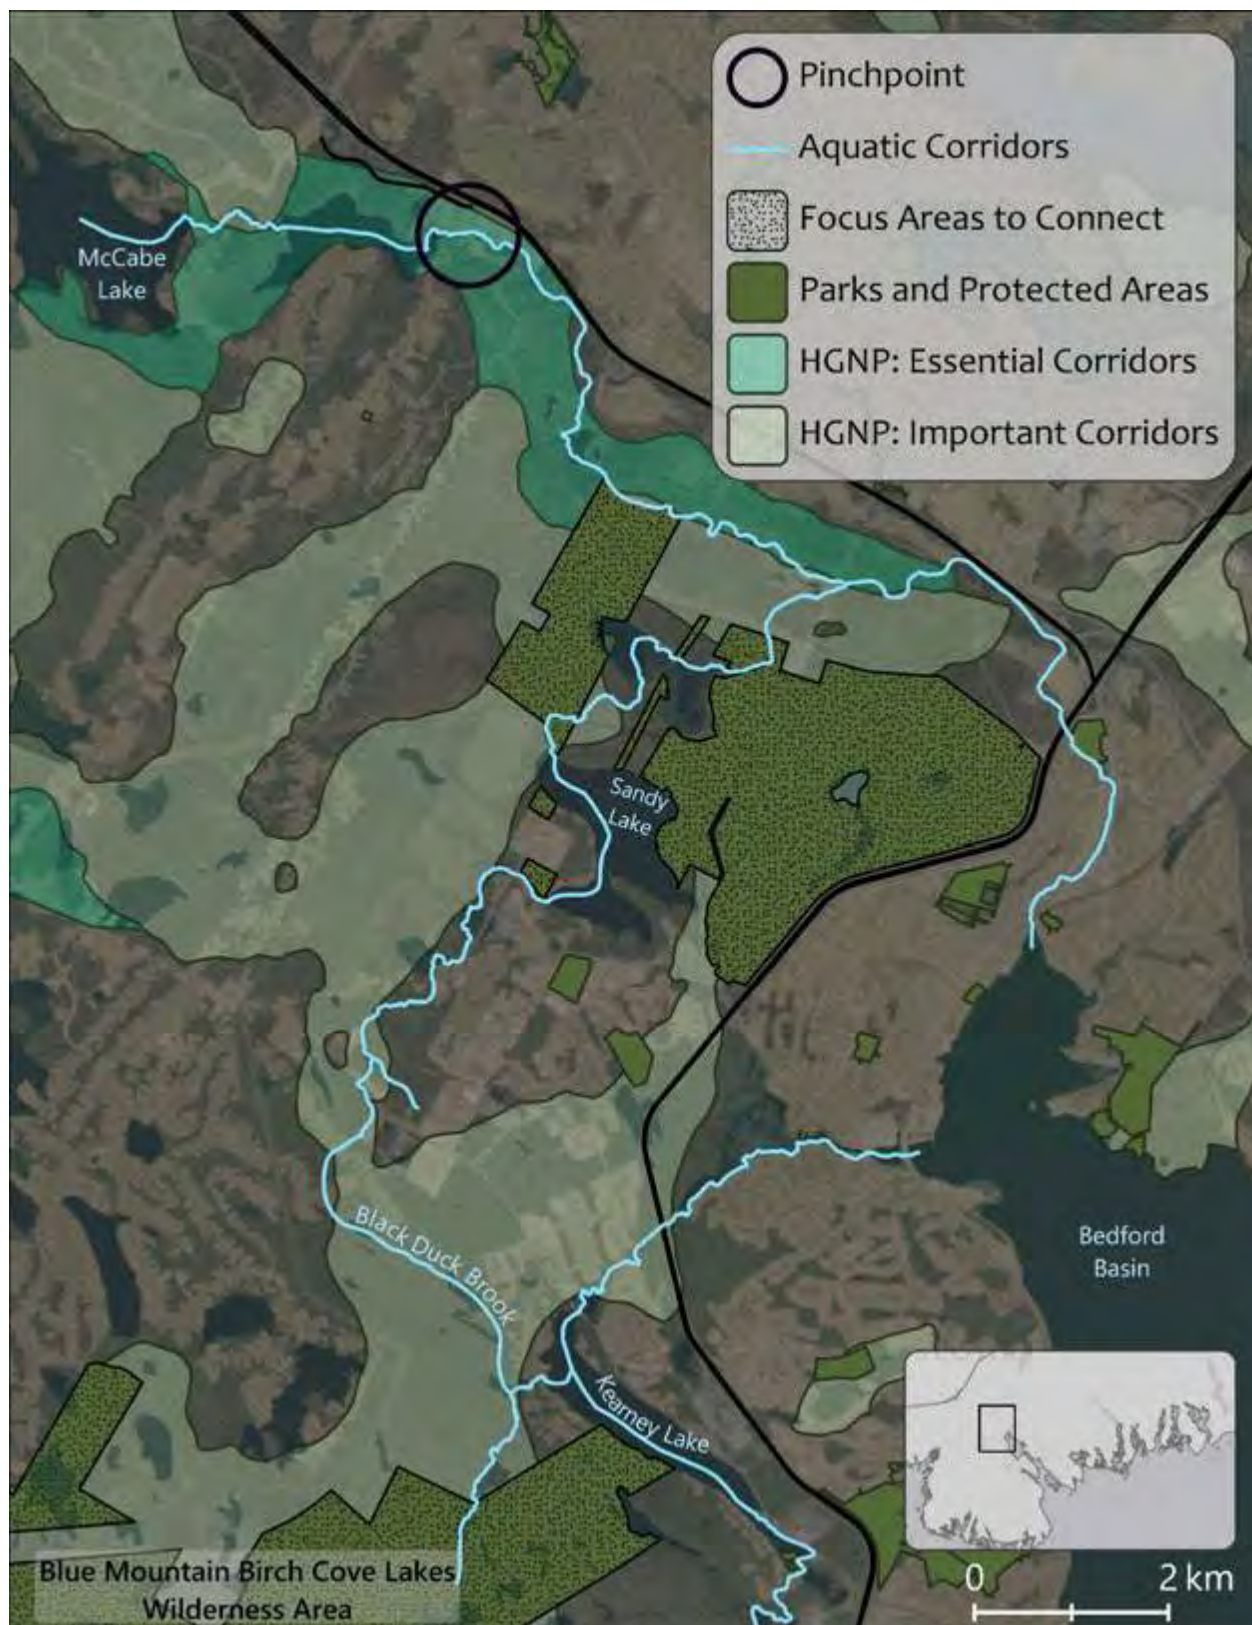 Pinchpoint
Aquatic Corridors
Focus Areas to Connect
Parks and Protected Areas
HGNP: Essential Corridors
HGNP: Important Corridors
McCabe
Lake
Sandy
Lake
Black Duck Brook
Bedford
Basin
Kearney Lake
Blue Mountain Birch Cove Lakes
Wilderness Area
0 2 km